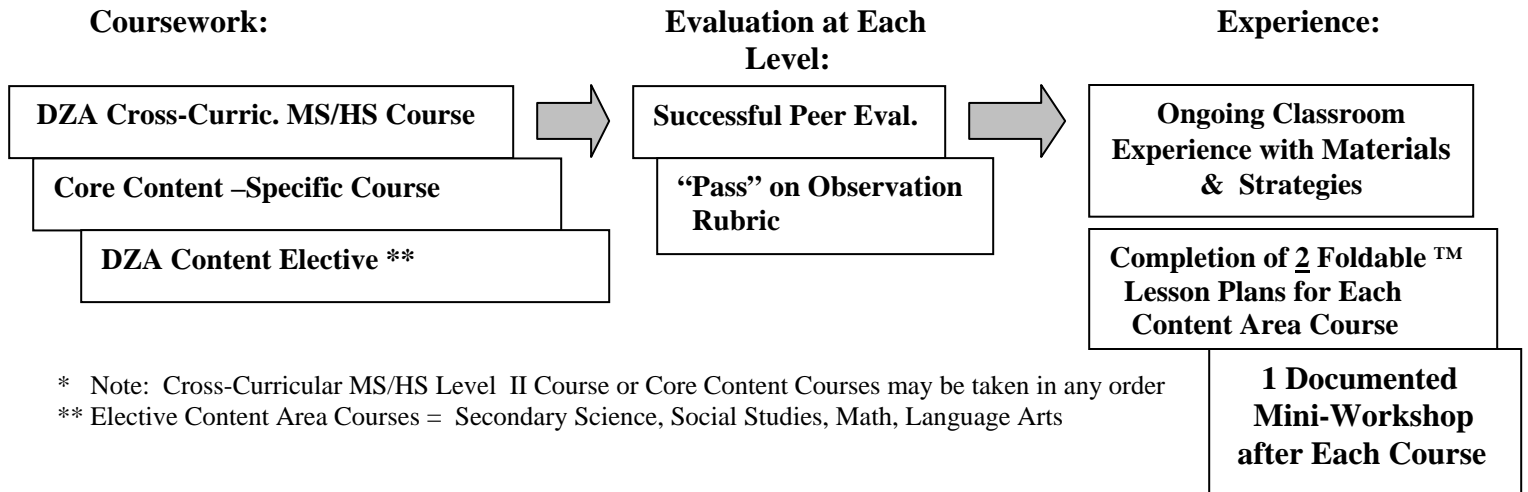 Coursework:
Evaluation at Each
Level:
Experience:
DZA Cross-Curric. MS/HS Course
Core Content –Specific Course
DZA Content Elective **
Successful Peer Eval.
“Pass” on Observation
Rubric
Ongoing Classroom
Experience with Materials
& Strategies
Completion of 2 Foldable ™
Lesson Plans for Each
Content Area Course
1 Documented
Mini-Workshop
after Each Course
* Note: Cross-Curricular MS/HS Level II Course or Core Content Courses may be taken in any order
** Elective Content Area Courses = Secondary Science, Social Studies, Math, Language Arts